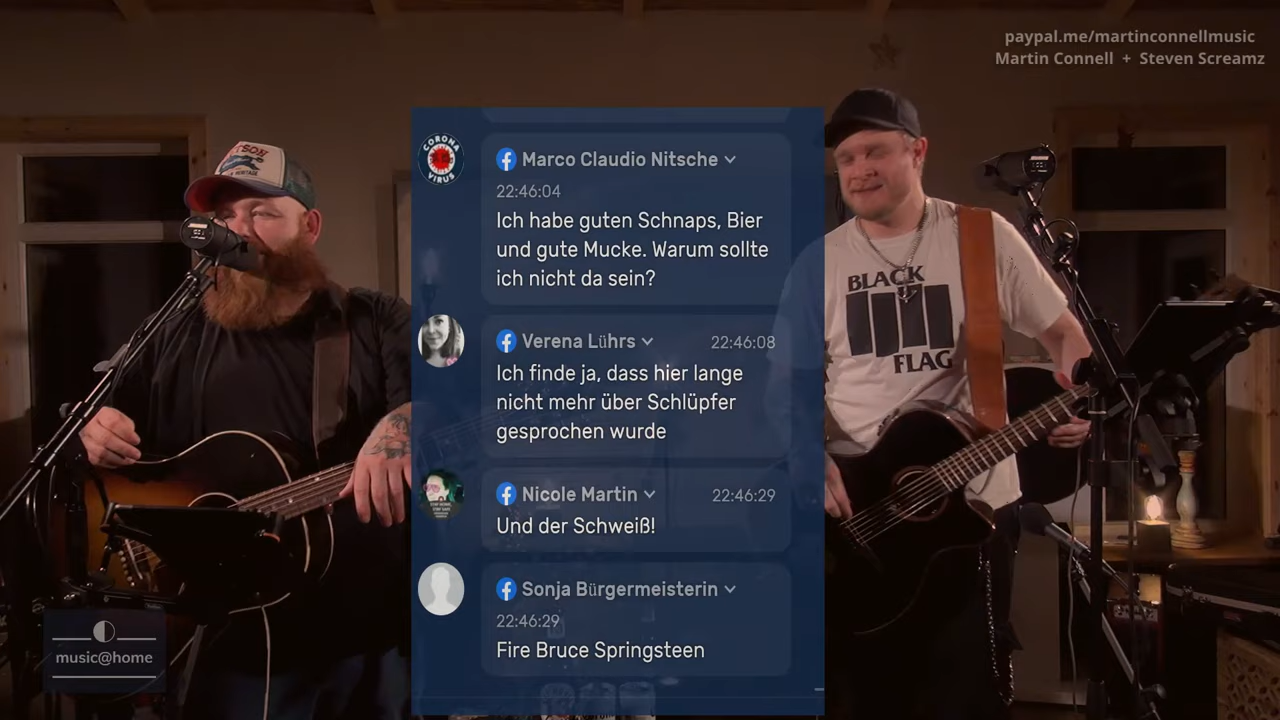 paypal.me/martinconnellmusic
Martin Connell + Steven Screamz
CORONA
VIRUS
Marco Claudio Nitsche
22:46:04
Ich habe guten Schnaps, Bier
und gute Mucke. Warum sollte
ich nicht da sein?
Verena Lührs 22:46:08
Ich finde ja, dass hier lange
nicht mehr über Schlüpfer
gesprochen wurde
Nicole Martin 22:46:29
Und der Schweiß!
Sonja Bürgermeisterin
22:46:29
Fire Bruce Springsteen
BLACK
FLAG
music@home